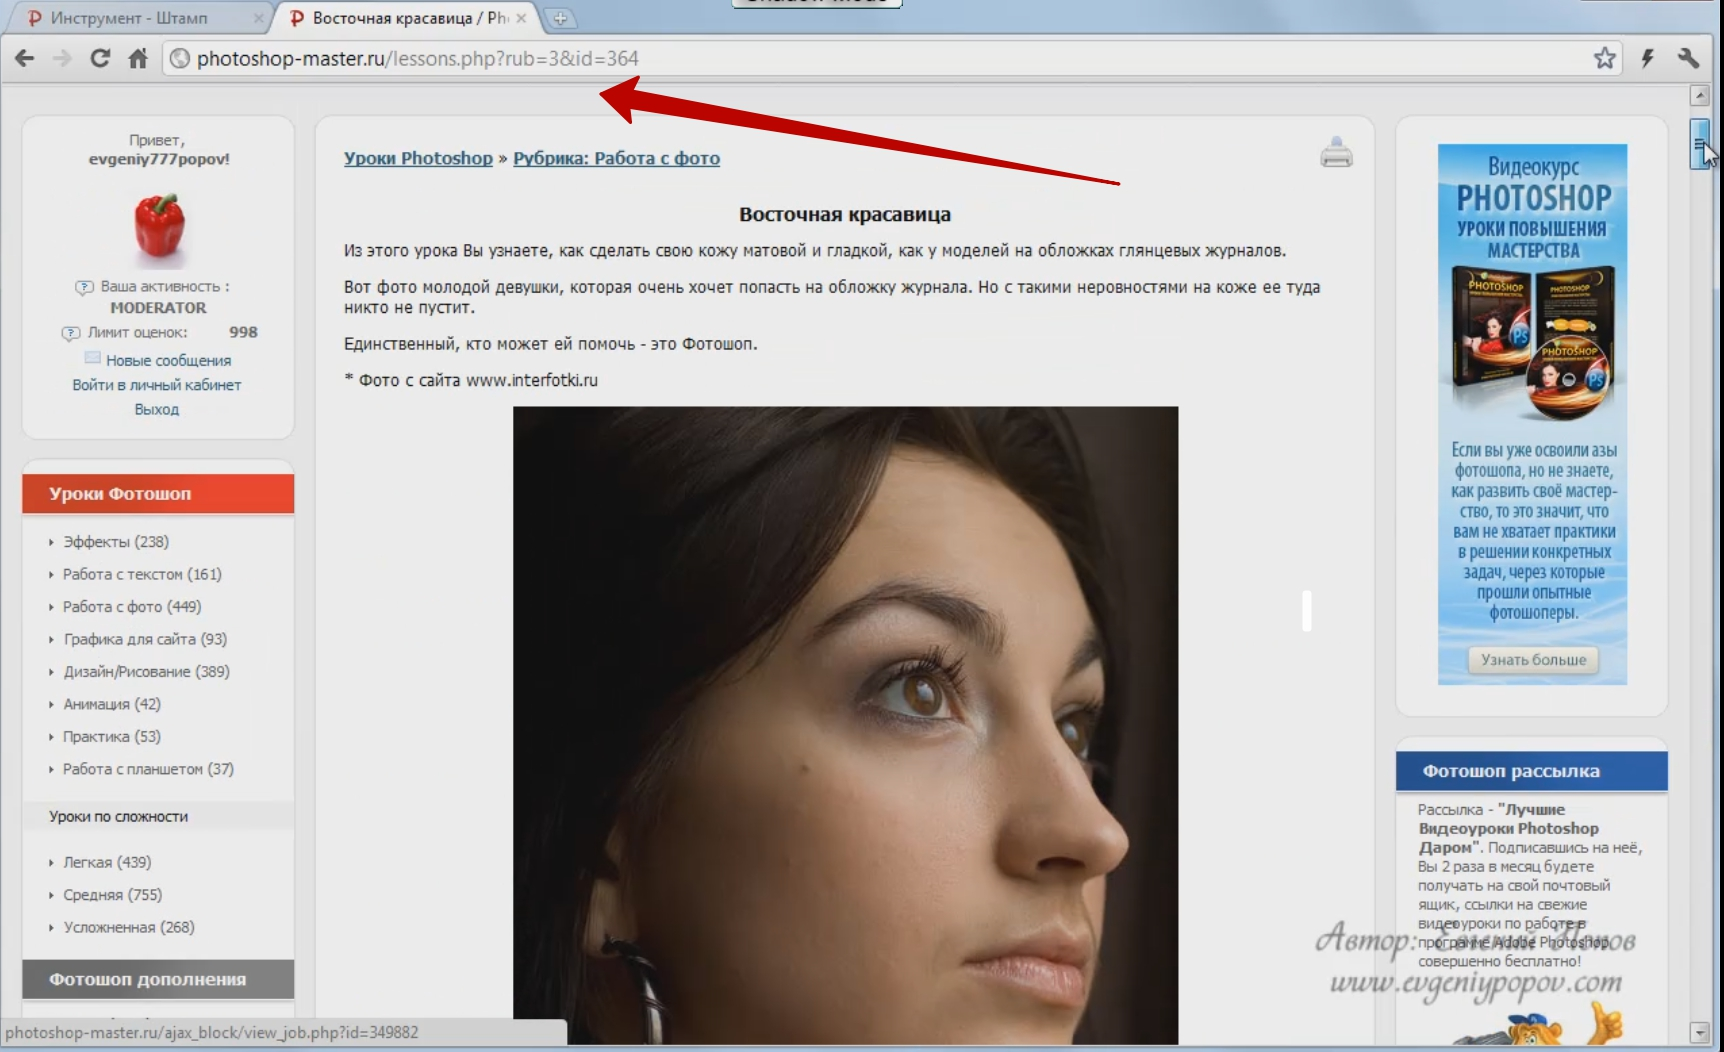 Инструмент - Штамп
Восточная красавица / Ph
photoshop-master.ru/lessons.php?rub=3&id=364
Привет,
evgeniy777popov!
Ваша активность :
MODERATOR
Лимит оценок: 998
Новые сообщения
Войти в личный кабинет
Выход
Уроки Фотошоп
Эффекты (238)
Работа с текстом (161)
Работа с фото (449)
Графика для сайта (93)
Дизайн/Рисование (389)
Анимация (42)
Практика (53)
Работа с планшетом (37)
Уроки по сложности
Легкая (439)
Средняя (755)
Усложненная (268)
Фотошоп дополнения
photoshop-master.ru/ajax_block/view_job.php?id=349882
Уроки Photoshop » Рубрика: Работа с фото
Восточная красавица
Из этого урока Вы узнаете, как сделать свою кожу матовой и гладкой, как у моделей на обложках глянцевых журналов.
Вот фото молодой девушки, которая очень хочет попасть на обложку журнала. Но с такими неровностями на коже ее туда
никто не пустит.
Единственный, кто может ей помочь - это Фотошоп.
* Фото с сайта www.interfotki.ru
Видеокурс
PHOTOSHOP
УРОКИ ПОВЫШЕНИЯ
МАСТЕРСТВА
PHOTOSHOP
PHOTOSHOP
Ps
PHOTOSHOP
Ps
Если вы уже освоили азы
фотошопа, но не знаете,
как развить своё мастер-
ство, то это значит, что
вам не хватает практики
в решении конкретных
задач, через которые
прошли опытные
фотошоперы.
Узнать больше
Фотошоп рассылка
Рассылка - "Лучшие
Видеоуроки Photoshop
Даром". Подписавшись на неё,
Вы 2 раза в месяц будете
получать на свой почтовый
ящик, ссылки на свежие
видеоуроки по работе в
программе Adobe Photoshop
совершенно бесплатно!
Автор: Евгений Попов
www.evgeniypopov.com